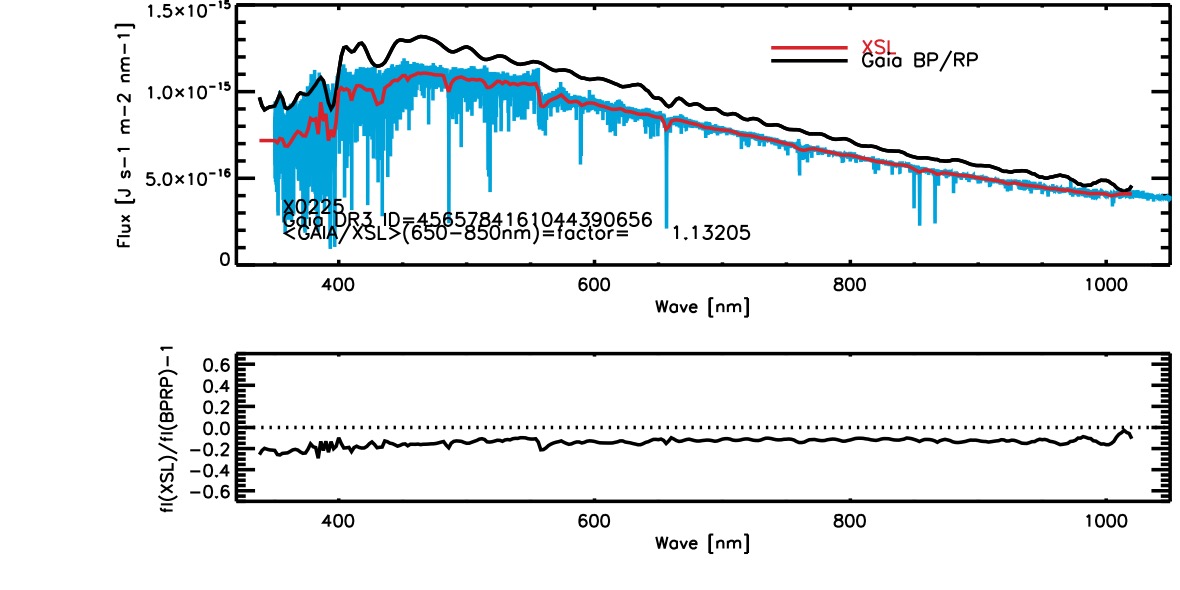 1.5×10⁻¹⁵
1.0×10⁻¹⁵
5.0×10⁻¹⁶
0
Flux [J s−1 m−2 nm−1]
XSL
Gaia BP/RP
X0225
Gaia DR3 ID=4565784161044390656
<GAIA/XSL>(650−850nm)=factor= 1.13205
400 600 800 1000
Wave [nm]
fl(XSL)/fl(BPRP)−1
0.6
0.4
0.2
0.0
−0.2
−0.4
−0.6
400 600 800 1000
Wave [nm]